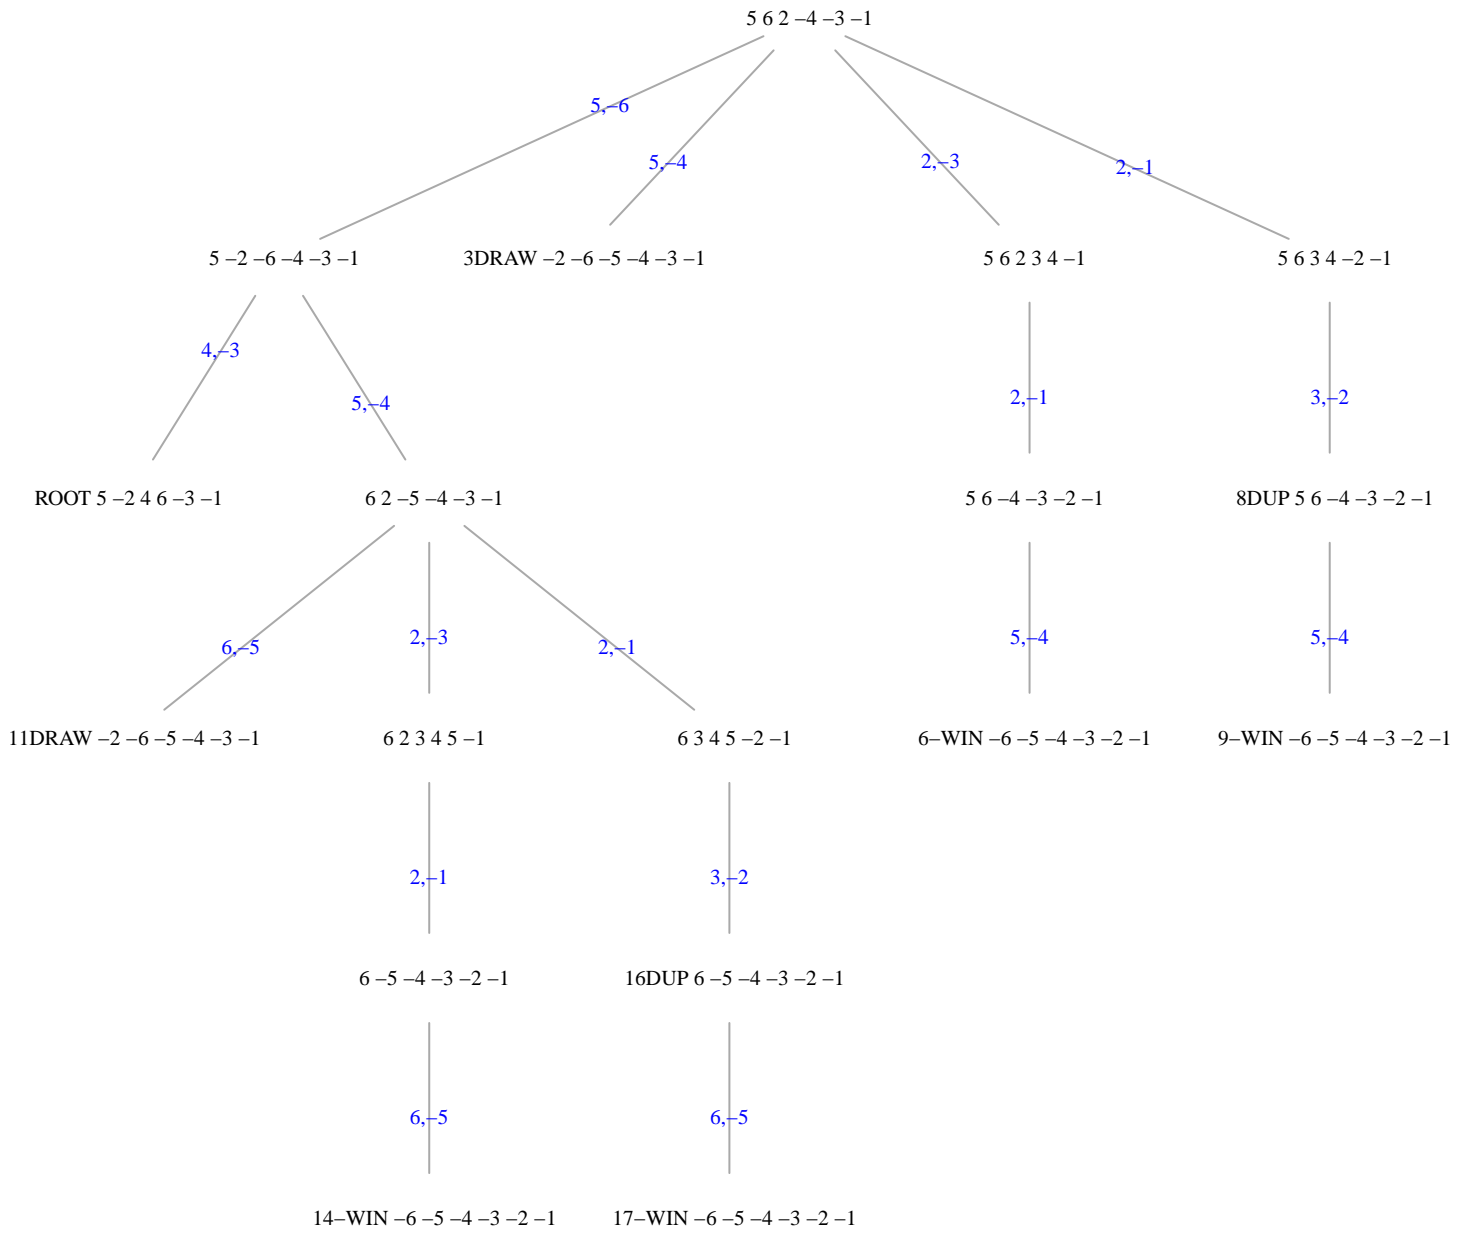 5 6 2 –4 –3 –1
5,–6
5,–4
2,–3
2,–1
5 –2 –6 –4 –3 –1
3DRAW –2 –6 –5 –4 –3 –1
5 6 2 3 4 –1
5 6 3 4 –2 –1
4,–3
5,–4
2,–1
3,–2
ROOT 5 –2 4 6 –3 –1
6 2 –5 –4 –3 –1
5 6 –4 –3 –2 –1
8DUP 5 6 –4 –3 –2 –1
6,–5
2,–3
2,–1
5,–4
5,–4
11DRAW –2 –6 –5 –4 –3 –1
6 2 3 4 5 –1
6 3 4 5 –2 –1
6–WIN –6 –5 –4 –3 –2 –1
9–WIN –6 –5 –4 –3 –2 –1
2,–1
3,–2
6 –5 –4 –3 –2 –1
16DUP 6 –5 –4 –3 –2 –1
6,–5
6,–5
14–WIN –6 –5 –4 –3 –2 –1
17–WIN –6 –5 –4 –3 –2 –1